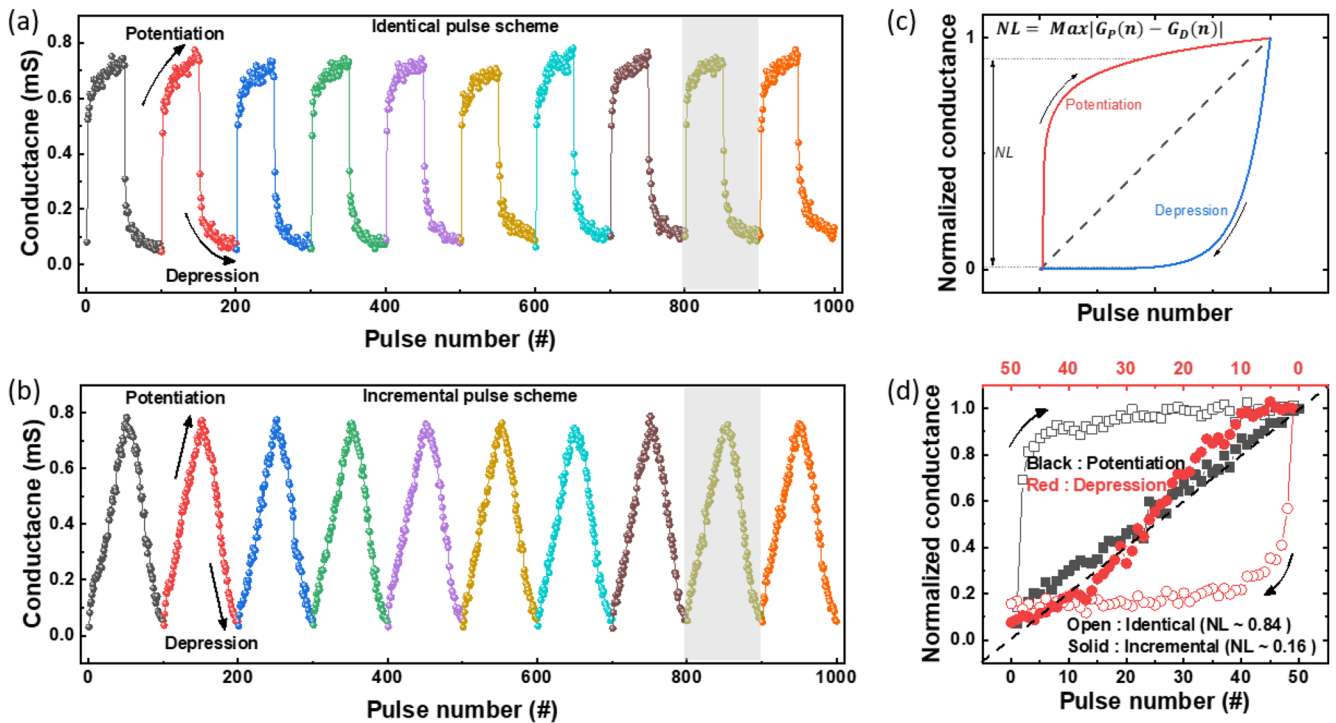 (a)
Identical pulse scheme
Potentiation
Depression
Conductacne (mS)
0.8
0.6
0.4
0.2
0.0
0 200 400 600 800 1000
Pulse number (#)
(b)
Incremental pulse scheme
Potentiation
Depression
Conductacne (mS)
0.8
0.6
0.4
0.2
0.0
0 200 400 600 800 1000
Pulse number (#)
(c)
NL = Max|G_P(n) − G_D(n)|
Normalized conductance
1
0
NL
Potentiation
Depression
Pulse number
(d)
50 40 30 20 10 0
Normalized conductance
1.0
0.8
0.6
0.4
0.2
0.0
Black : Potentiation
Red : Depression
Open : Identical (NL ~ 0.84 )
Solid : Incremental (NL ~ 0.16 )
0 10 20 30 40 50
Pulse number (#)